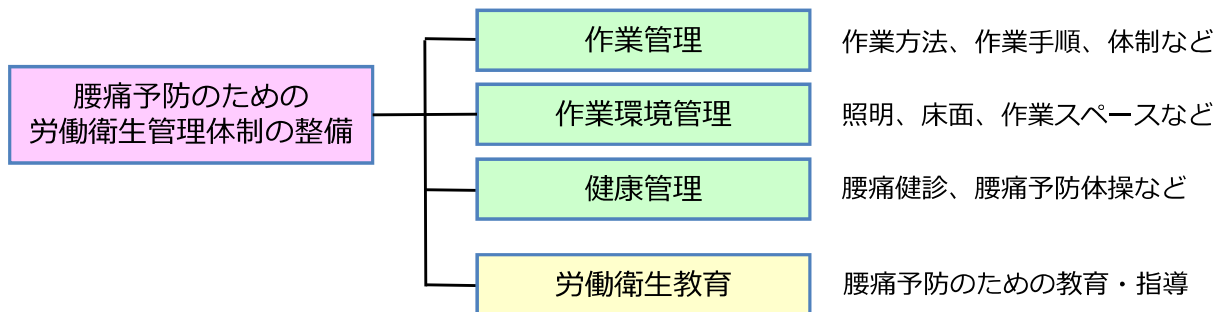 腰痛予防のための
労働衛生管理体制の整備
作業管理
作業方法、作業手順、体制など
作業環境管理
照明、床面、作業スペースなど
健康管理
腰痛健診、腰痛予防体操など
労働衛生教育
腰痛予防のための教育・指導